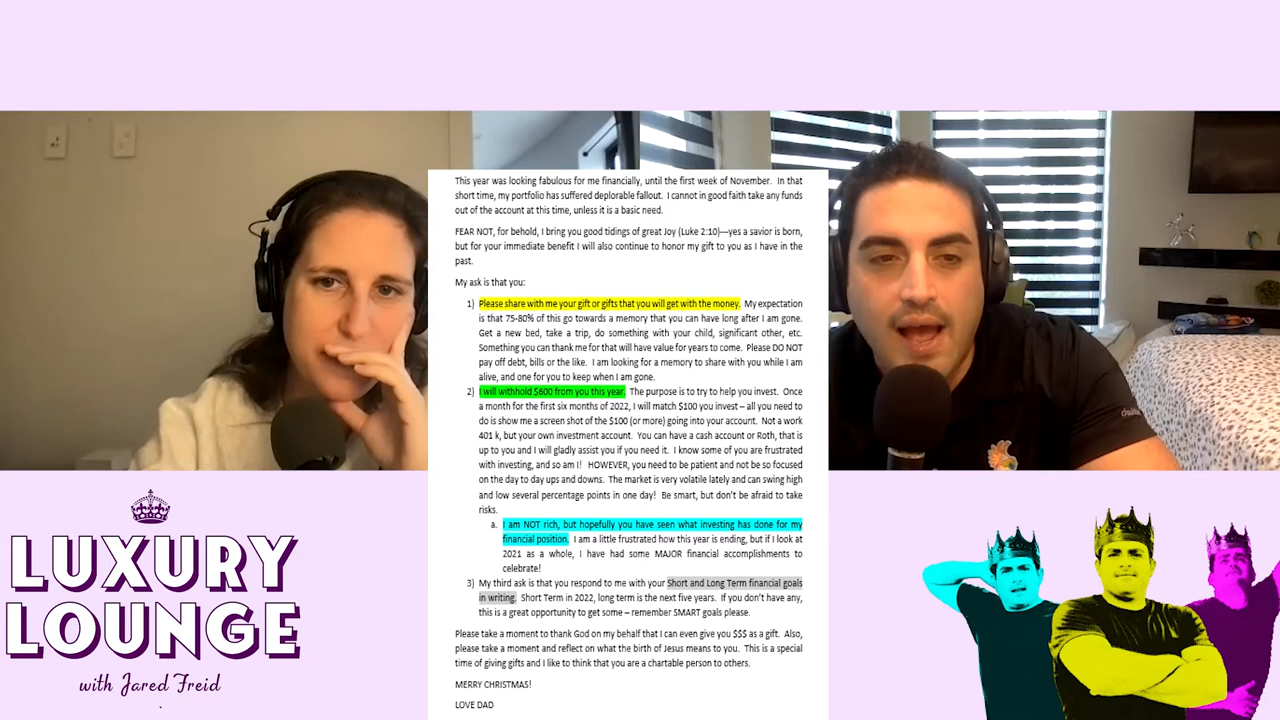 This year was looking fabulous for me financially, until the first week of November. In that
short time, my portfolio has suffered deplorable fallout. I cannot in good faith take any funds
out of the account at this time, unless it is a basic need.
FEAR NOT, for behold, I bring you good tidings of great Joy (Luke 2:10)—yes a savior is born,
but for your immediate benefit I will also continue to honor my gift to you as I have in the
past.
My ask is that you:
1) Please share with me your gift or gifts that you will get with the money. My expectation
is that 75-80% of this go towards a memory that you can have long after I am gone.
Get a new bed, take a trip, do something with your child, significant other, etc.
Something you can thank me for that will have value for years to come. Please DO NOT
pay off debt, bills or the like. I am looking for a memory to share with you while I am
alive, and one for you to keep when I am gone.
2) I will withhold $600 from you this year. The purpose is to try to help you invest. Once
a month for the first six months of 2022, I will match $100 you invest – all you need to
do is show me a screen shot of the $100 (or more) going into your account. Not a work
401 k, but your own investment account. You can have a cash account or Roth, that is
up to you and I will gladly assist you if you need it. I know some of you are frustrated
with investing, and so am I! HOWEVER, you need to be patient and not be so focused
on the day to day ups and downs. The market is very volatile lately and can swing high
and low several percentage points in one day! Be smart, but don't be afraid to take
risks.
a. I am NOT rich, but hopefully you have seen what investing has done for my
financial position. I am a little frustrated how this year is ending, but if I look at
2021 as a whole, I have had some MAJOR financial accomplishments to
celebrate!
3) My third ask is that you respond to me with your Short and Long Term financial goals
in writing. Short Term in 2022, long term is the next five years. If you don't have any,
this is a great opportunity to get some – remember SMART goals please.
Please take a moment to thank God on my behalf that I can even give you $$$ as a gift. Also,
please take a moment and reflect on what the birth of Jesus means to you. This is a special
time of giving gifts and I like to think that you are a chartable person to others.
MERRY CHRISTMAS!
LOVE DAD
LUXURY
LOUNGE
with Jared Freid